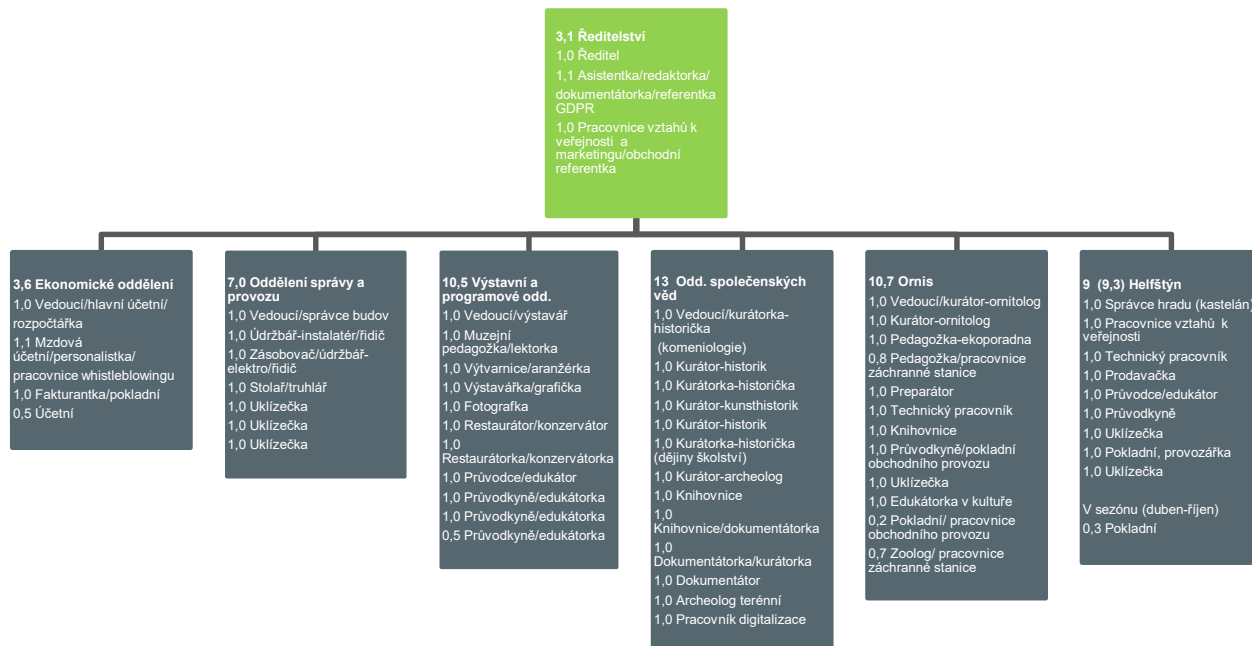 3,1 Ředitelství
1,0 Ředitel
1,1 Asistentka/redaktorka/
dokumentátorka/referentka
GDPR
1,0 Pracovnice vztahů k
veřejnosti  a
marketingu/obchodní
referentka
3,6 Ekonomické oddělení
1,0 Vedoucí/hlavní účetní/
rozpočtářka
1,1 Mzdová
účetní/personalistka/
pracovnice whistleblowingu
1,0 Fakturantka/pokladní
0,5 Účetní
7,0 Oddělení správy a
provozu
1,0 Vedoucí/správce budov
1,0 Údržbář-instalatér/řidič
1,0 Zásobovač/údržbář-
elektro/řidič
1,0 Stolař/truhlář
1,0 Uklízečka
1,0 Uklízečka
1,0 Uklízečka
10,5 Výstavní a
programové odd.
1,0 Vedoucí/výstavář
1,0 Muzejní
pedagožka/lektorka
1,0 Výtvarnice/aranžérka
1,0 Výstavářka/grafička
1,0 Fotografka
1,0 Restaurátor/konzervátor
1,0
Restaurátorka/konzervátorka
1,0 Průvodce/edukátor
1,0 Průvodkyně/edukátorka
1,0 Průvodkyně/edukátorka
0,5 Průvodkyně/edukátorka
13  Odd. společenských
věd
1,0 Vedoucí/kurátorka-
historička
(komeniologie)
1,0 Kurátor-historik
1,0 Kurátorka-historička
1,0 Kurátor-kunsthistorik
1,0 Kurátor-historik
1,0 Kurátorka-historička
(dějiny školství)
1,0 Kurátor-archeolog
1,0 Knihovnice
1,0
Knihovnice/dokumentátorka
1,0
Dokumentátorka/kurátorka
1,0 Dokumentátor
1,0 Archeolog terénní
1,0 Pracovník digitalizace
10,7 Ornis
1,0 Vedoucí/kurátor-ornitolog
1,0 Kurátor-ornitolog
1,0 Pedagožka-ekoporadna
0,8 Pedagožka/pracovnice
záchranné stanice
1,0 Preparátor
1,0 Technický pracovník
1,0 Knihovnice
1,0 Průvodkyně/pokladní
obchodního provozu
1,0 Uklízečka
1,0 Edukátorka v kultuře
0,2 Pokladní/ pracovnice
obchodního provozu
0,7 Zoolog/ pracovnice
záchranné stanice
9  (9,3) Helfštýn
1,0 Správce hradu (kastelán)
1,0 Pracovnice vztahů  k
veřejnosti
1,0 Technický pracovník
1,0 Prodavačka
1,0 Průvodce/edukátor
1,0 Průvodkyně
1,0 Uklízečka
1,0 Pokladní, provozářka
1,0 Uklízečka
V sezónu (duben-říjen)
0,3 Pokladní